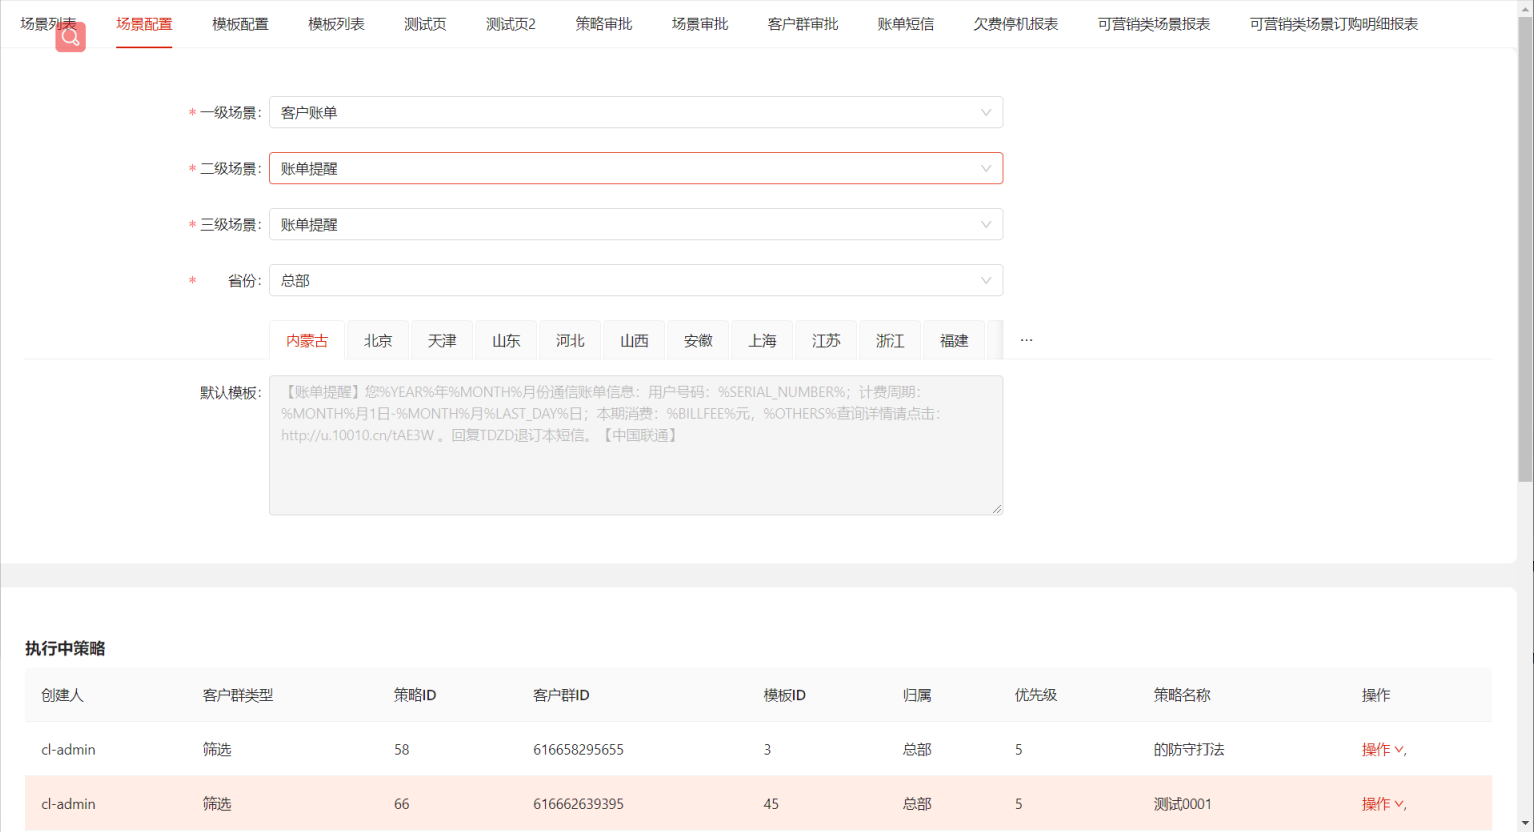 场景列表 场景配置 模板配置 模板列表 测试页 测试页2 策略审批 场景审批 客户群审批 账单短信 欠费停机报表 可营销类场景报表 可营销类场景订购明细报表
* 一级场景: 客户账单
* 二级场景: 账单提醒
* 三级场景: 账单提醒
* 省份: 总部
内蒙古 北京 天津 山东 河北 山西 安徽 上海 江苏 浙江 福建 ...
默认模板: 【账单提醒】您%YEAR%年%MONTH%月份通信账单信息：用户号码：%SERIAL_NUMBER%；计费周期：
%MONTH%月1日-%MONTH%月%LAST_DAY%日；本期消费：%BILLFEE%元，%OTHERS%查询详情请点击：
http://u.10010.cn/tAE3W 。回复TDZD退订本短信。【中国联通】
执行中策略
创建人 客户群类型 策略ID 客户群ID 模板ID 归属 优先级 策略名称 操作
cl-admin 筛选 58 616658295655 3 总部 5 的防守打法 操作 ,
cl-admin 筛选 66 616662639395 45 总部 5 测试0001 操作 ,